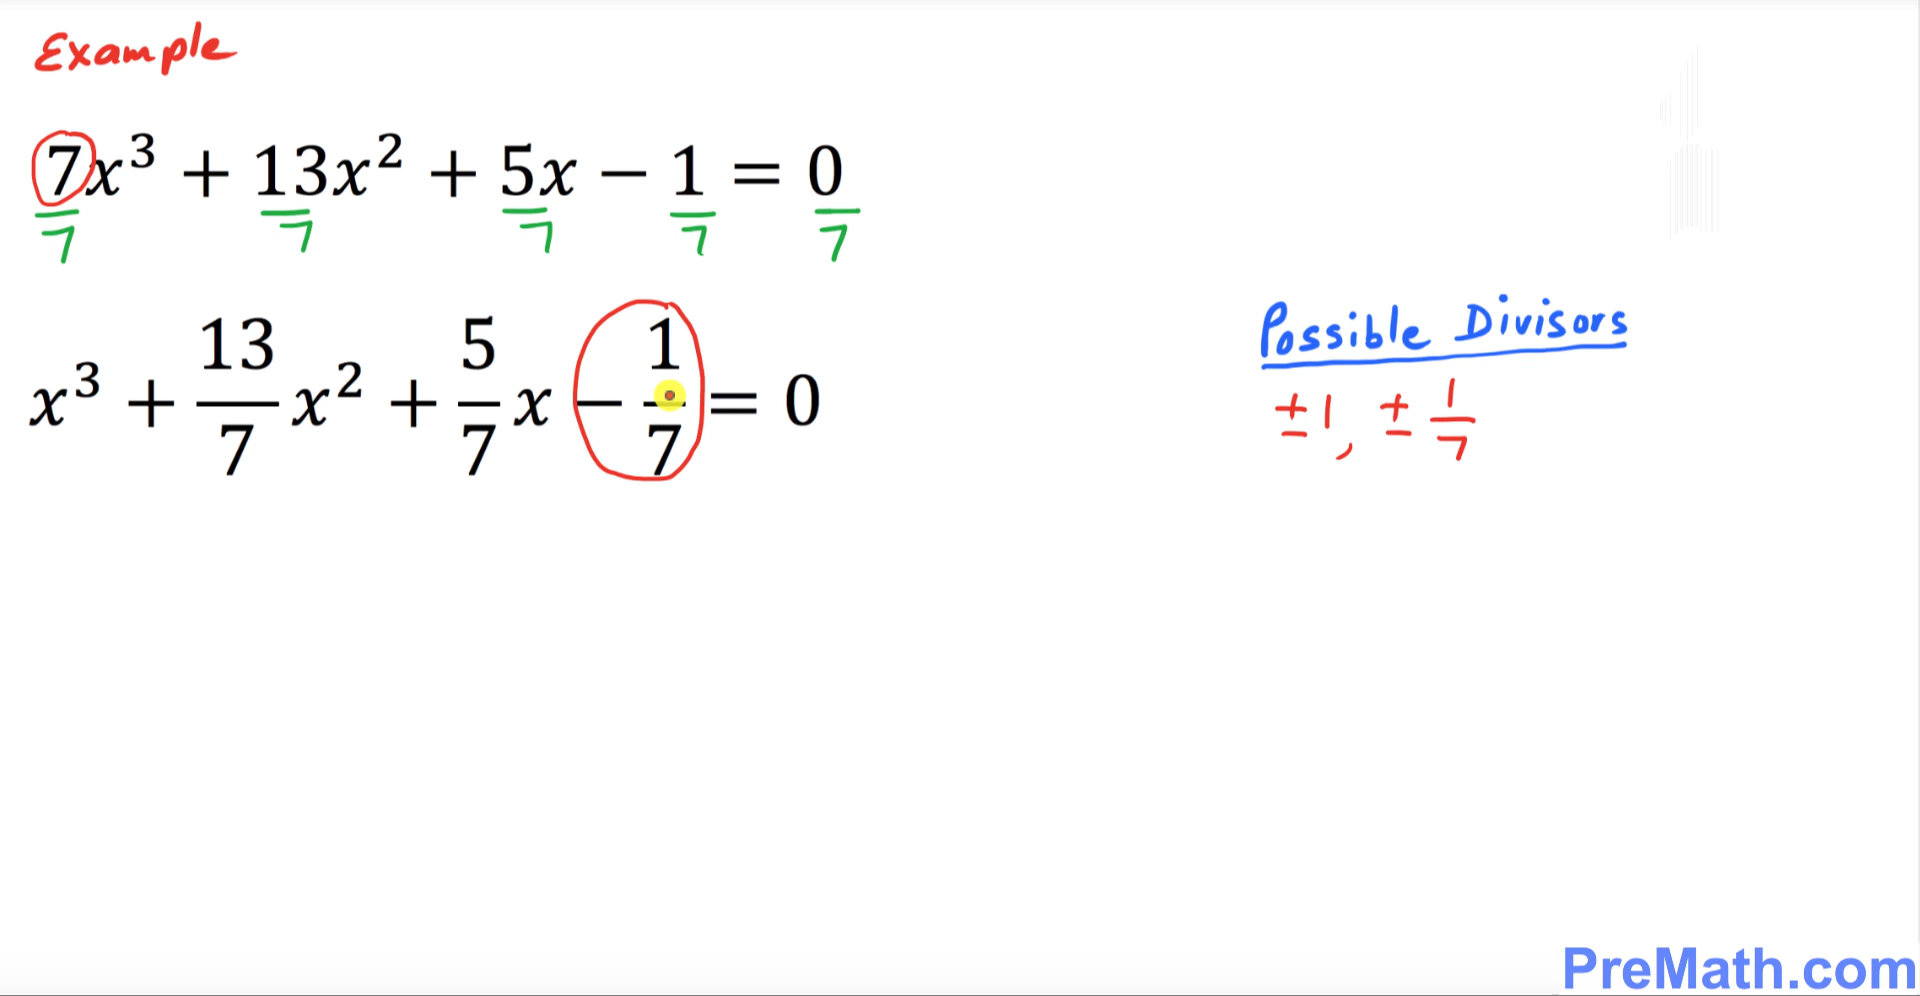 Example
7x³ + 13x² + 5x − 1 = 0
7 7 7 7 7
x³ + 13/7 x² + 5/7 x − 1/7 = 0
Possible Divisors
±1, ±1/7
PreMath.com